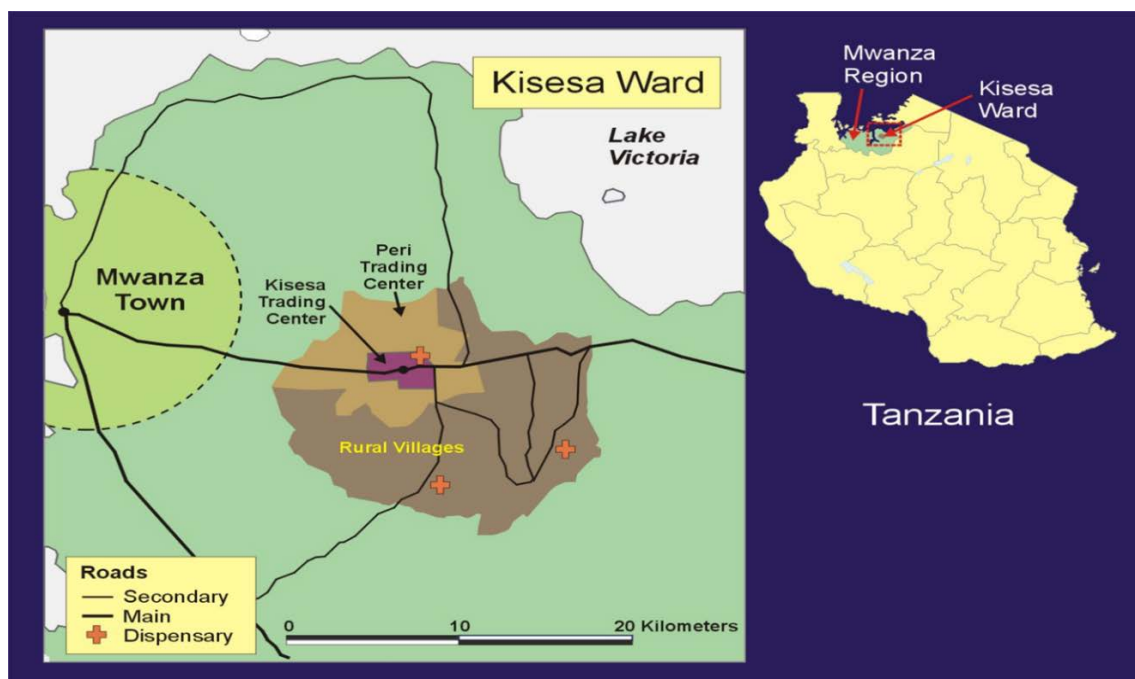 Kisesa Ward
Lake
Victoria
Mwanza
Town
Peri
Trading
Center
Kisesa
Trading
Center
Rural Villages
Roads
Secondary
Main
Dispensary
0 10 20 Kilometers
Mwanza
Region
Kisesa
Ward
Tanzania